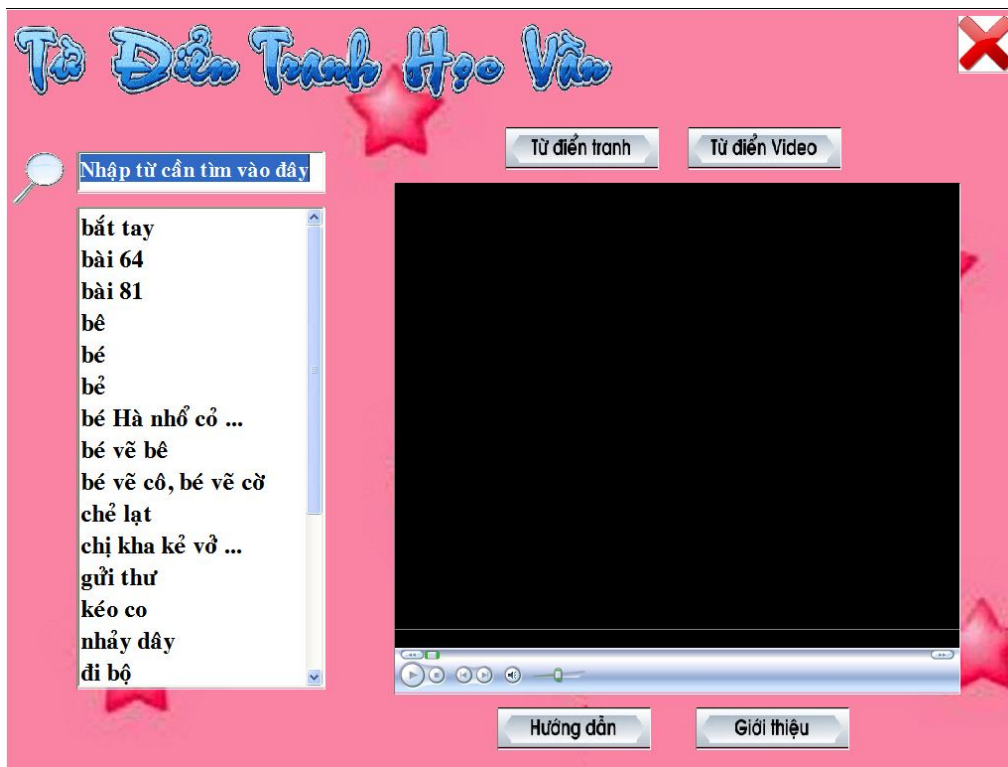 Từ Điển Tranh Học Vần
Từ điển tranh
Từ điển Video
Nhập từ cần tìm vào đây
bắt tay
bài 64
bài 81
bê
bé
bẻ
bé Hà nhổ cỏ ...
bé vẽ bê
bé vẽ cô, bé vẽ cờ
chẻ lạt
chị kha kẻ vở ...
gửi thư
kéo co
nhảy dây
đi bộ
Hướng dẫn
Giới thiệu